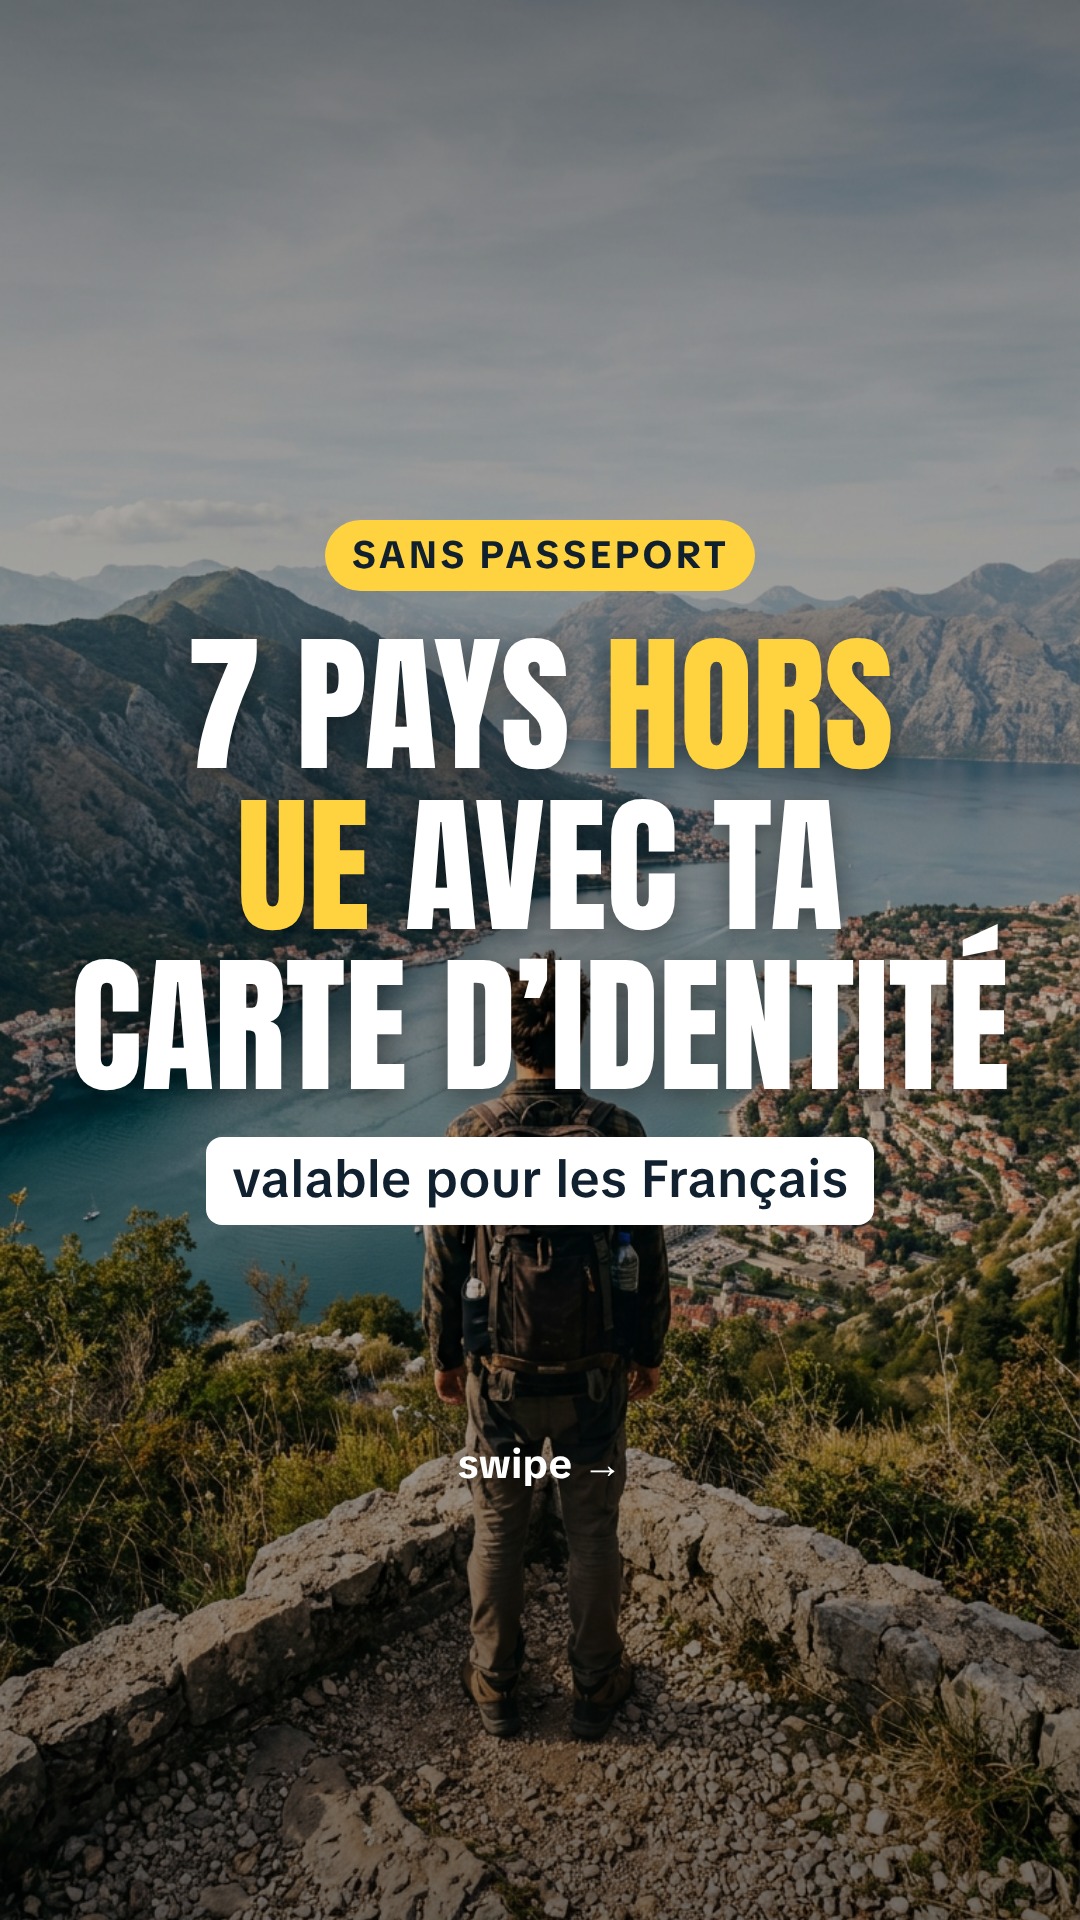 SANS PASSEPORT
7 PAYS HORS
UE AVEC TA
CARTE D’IDENTITÉ
valable pour les Français
swipe →